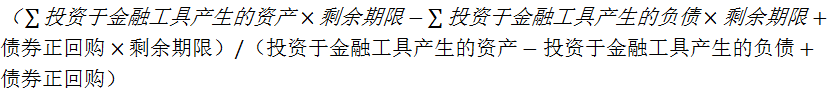 （∑投资于金融工具产生的资产×剩余期限−∑投资于金融工具产生的负债×剩余期限+
债券正回购×剩余期限）/（投资于金融工具产生的资产−投资于金融工具产生的负债+
债券正回购）